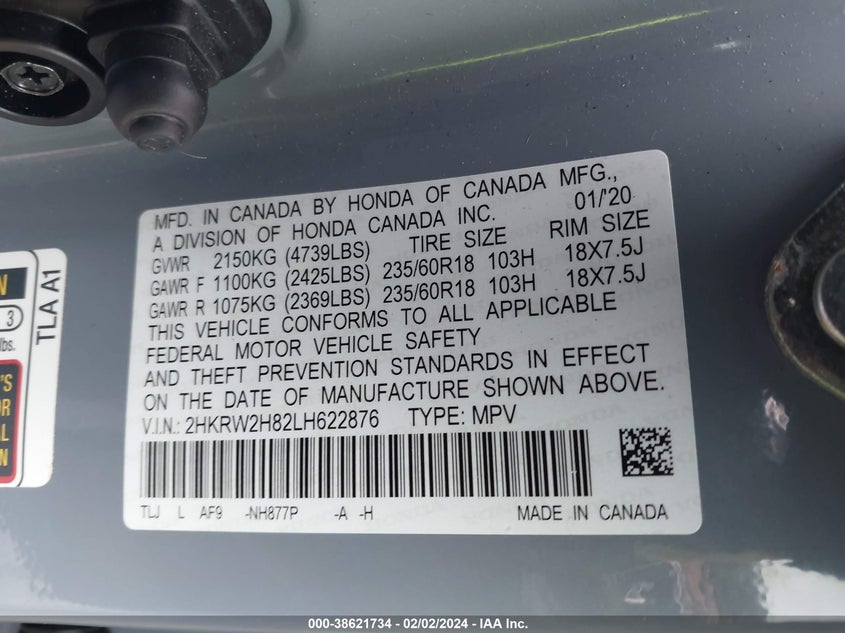 MFD. IN CANADA BY HONDA OF CANADA MFG.,
A DIVISION OF HONDA CANADA INC. 01/'20
GVWR 2150KG (4739LBS) TIRE SIZE RIM SIZE
GAWR F 1100KG (2425LBS) 235/60R18 103H 18X7.5J
GAWR R 1075KG (2369LBS) 235/60R18 103H 18X7.5J
THIS VEHICLE CONFORMS TO ALL APPLICABLE
FEDERAL MOTOR VEHICLE SAFETY
AND THEFT PREVENTION STANDARDS IN EFFECT
ON THE DATE OF MANUFACTURE SHOWN ABOVE.
V.I.N.: 2HKRW2H82LH622876 TYPE: MPV
TLJ L AF9 -NH877P -A -H MADE IN CANADA
TLA A1
N
3
lbs.
'S
OR
AL
N
000-38621734 - 02/02/2024 - IAA Inc.